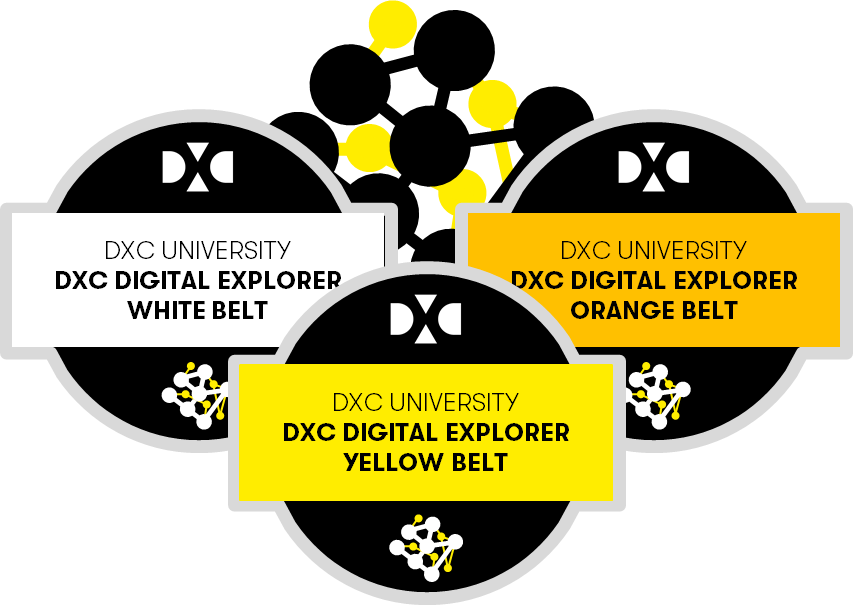 DXC
DXC UNIVERSITY
DXC DIGITAL EXPLORER
WHITE BELT
DXC
DXC UNIVERSITY
DXC DIGITAL EXPLORER
ORANGE BELT
DXC
DXC UNIVERSITY
DXC DIGITAL EXPLORER
YELLOW BELT